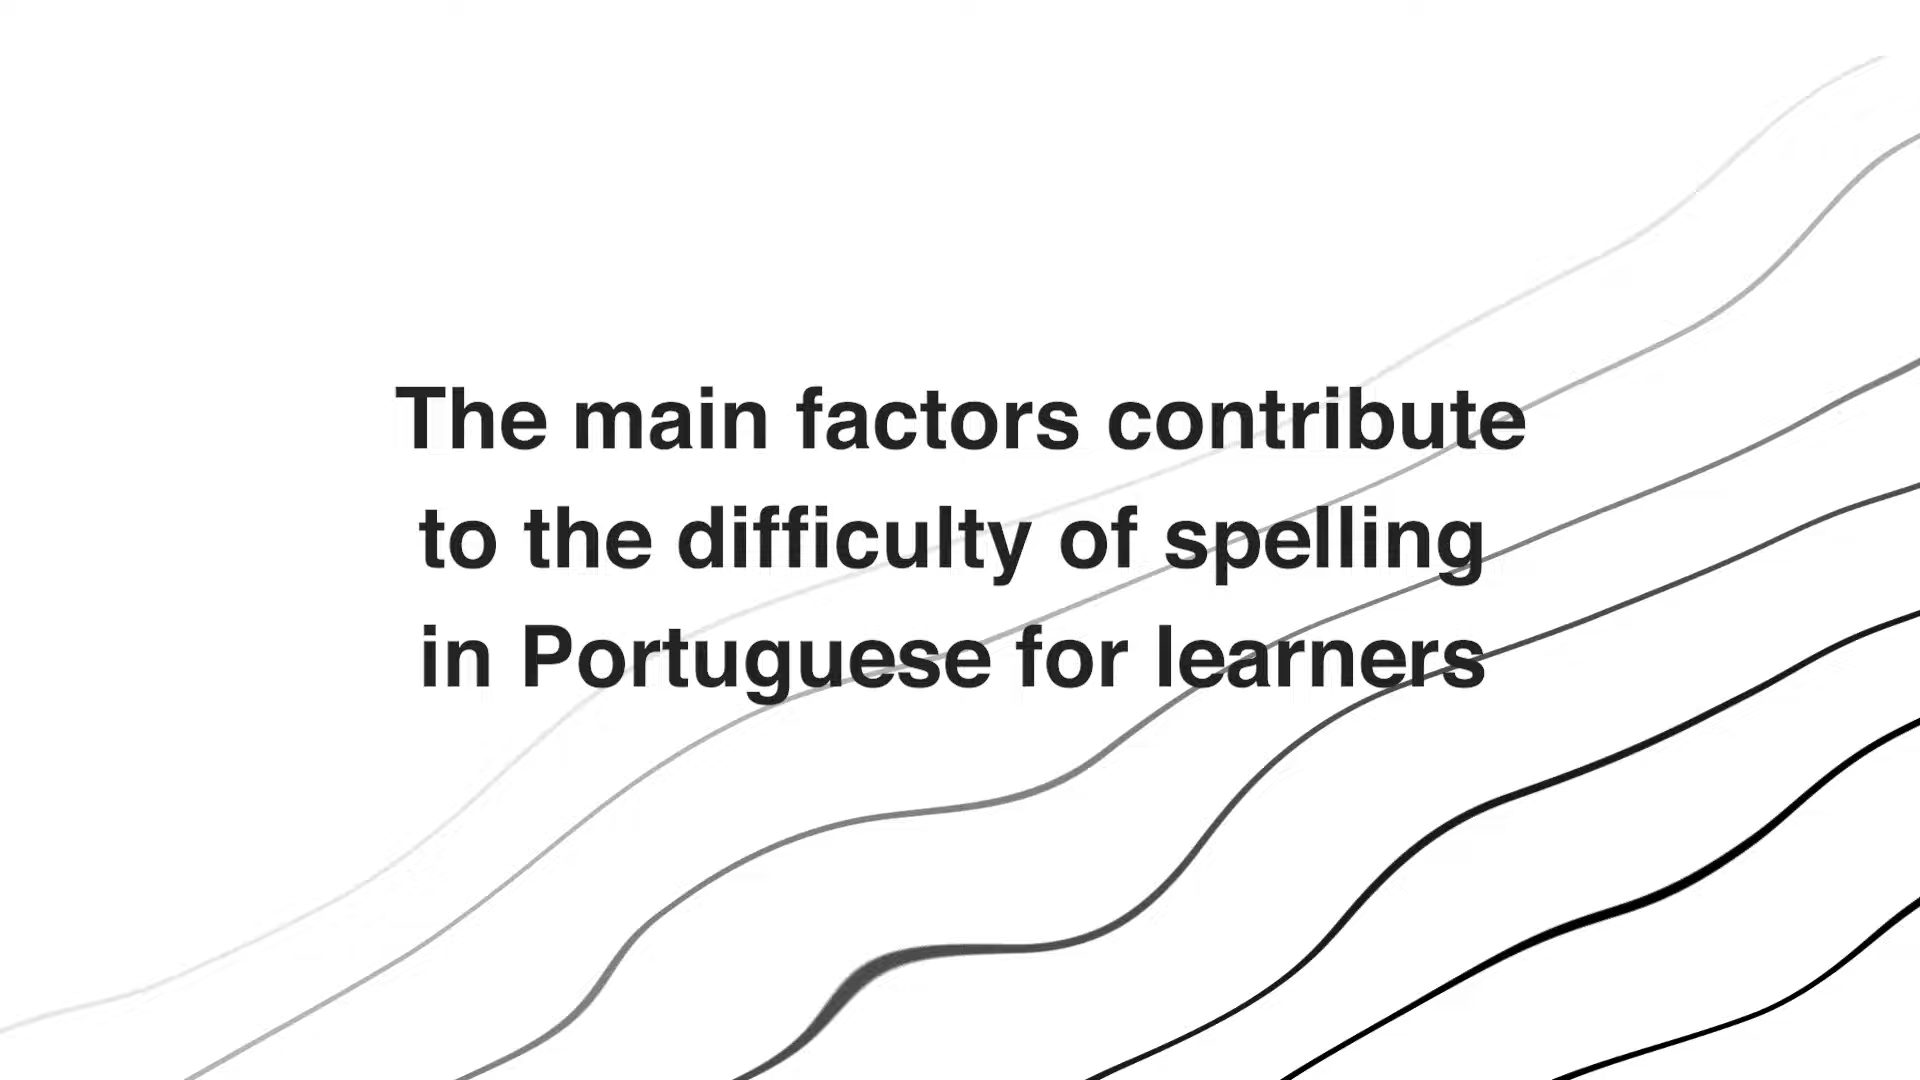 The main factors contribute
to the difficulty of spelling
in Portuguese for learners